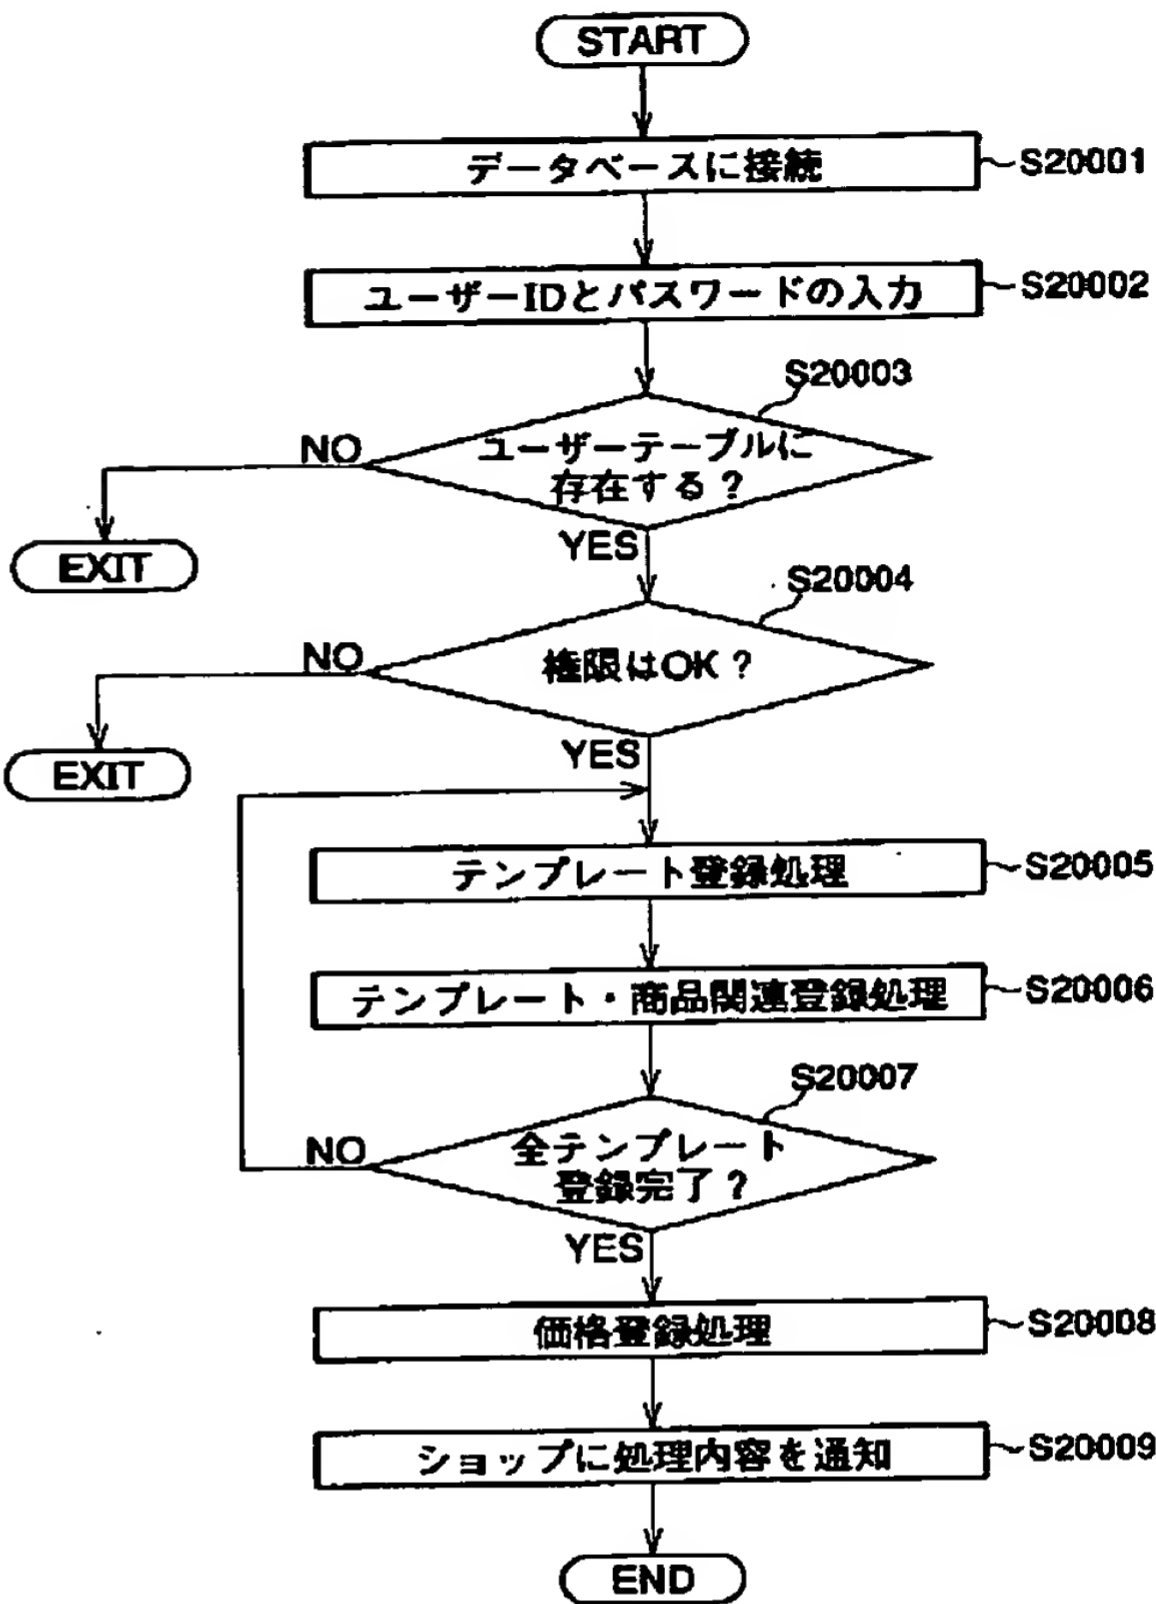 START
データベースに接続
S20001
ユーザーIDとパスワードの入力
S20002
S20003
ユーザーテーブルに
存在する？
NO
EXIT
YES
S20004
権限はOK？
NO
EXIT
YES
テンプレート登録処理
S20005
テンプレート・商品関連登録処理
S20006
S20007
全テンプレート
登録完了？
NO
YES
価格登録処理
S20008
ショップに処理内容を通知
S20009
END